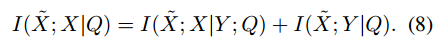 I(X̃; X|Q) = I(X̃; X|Y; Q) + I(X̃; Y|Q). (8)